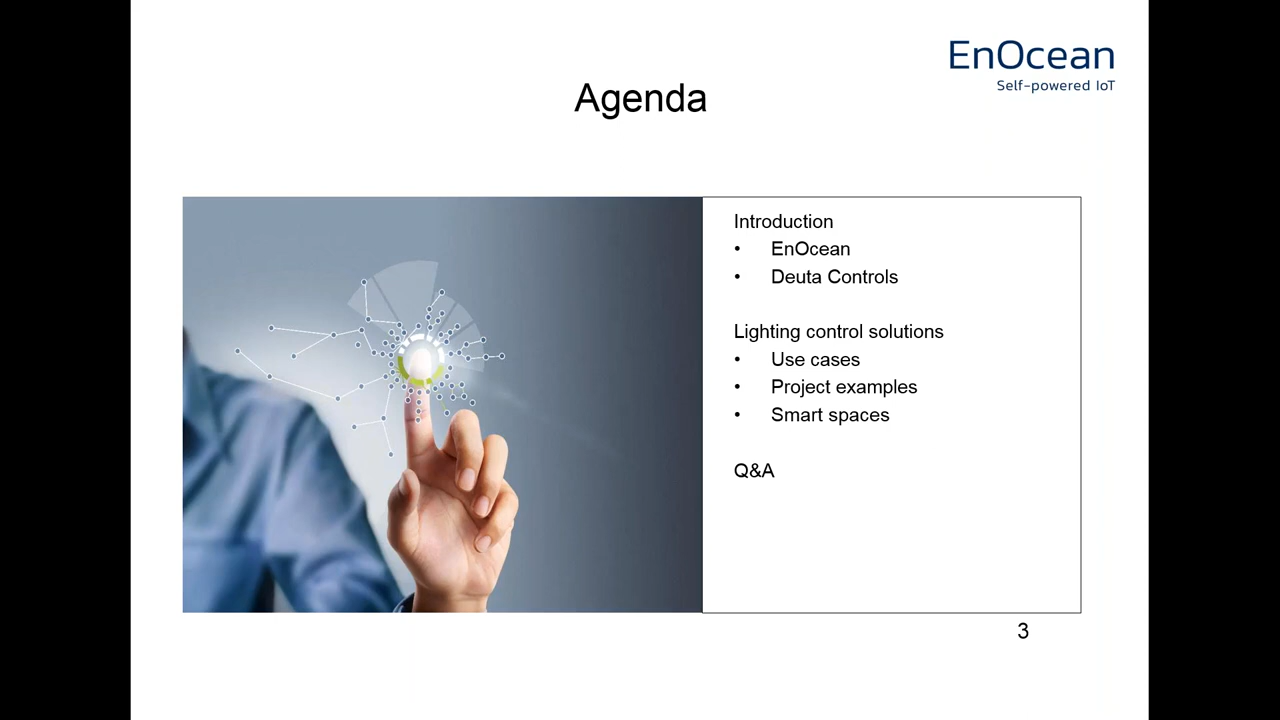 EnOcean
Self-powered IoT
Agenda
Introduction
• EnOcean
• Deuta Controls
Lighting control solutions
• Use cases
• Project examples
• Smart spaces
Q&A
3